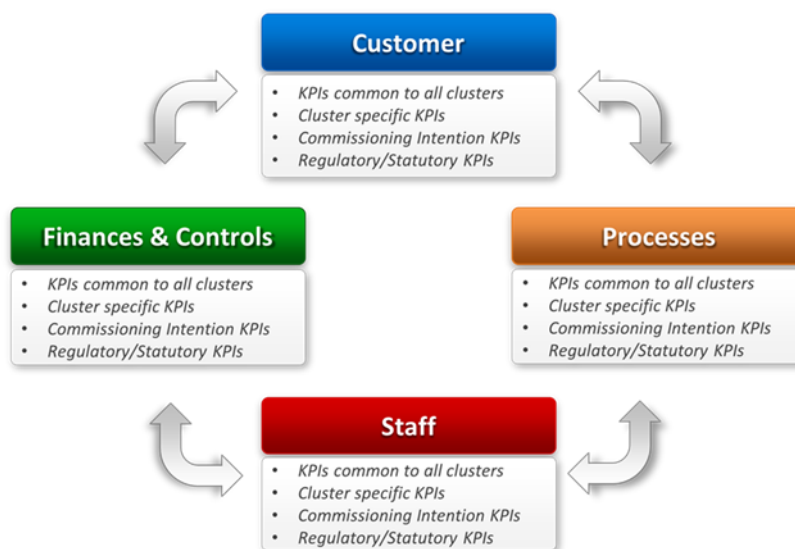 Customer
• KPIs common to all clusters
• Cluster specific KPIs
• Commissioning Intention KPIs
• Regulatory/Statutory KPIs
Finances & Controls
• KPIs common to all clusters
• Cluster specific KPIs
• Commissioning Intention KPIs
• Regulatory/Statutory KPIs
Processes
• KPIs common to all clusters
• Cluster specific KPIs
• Commissioning Intention KPIs
• Regulatory/Statutory KPIs
Staff
• KPIs common to all clusters
• Cluster specific KPIs
• Commissioning Intention KPIs
• Regulatory/Statutory KPIs